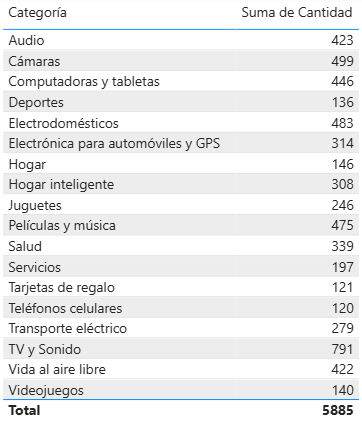 Categoría Suma de Cantidad
Audio 423
Cámaras 499
Computadoras y tabletas 446
Deportes 136
Electrodomésticos 483
Electrónica para automóviles y GPS 314
Hogar 146
Hogar inteligente 308
Juguetes 246
Películas y música 475
Salud 339
Servicios 197
Tarjetas de regalo 121
Teléfonos celulares 120
Transporte eléctrico 279
TV y Sonido 791
Vida al aire libre 422
Videojuegos 140
Total 5885